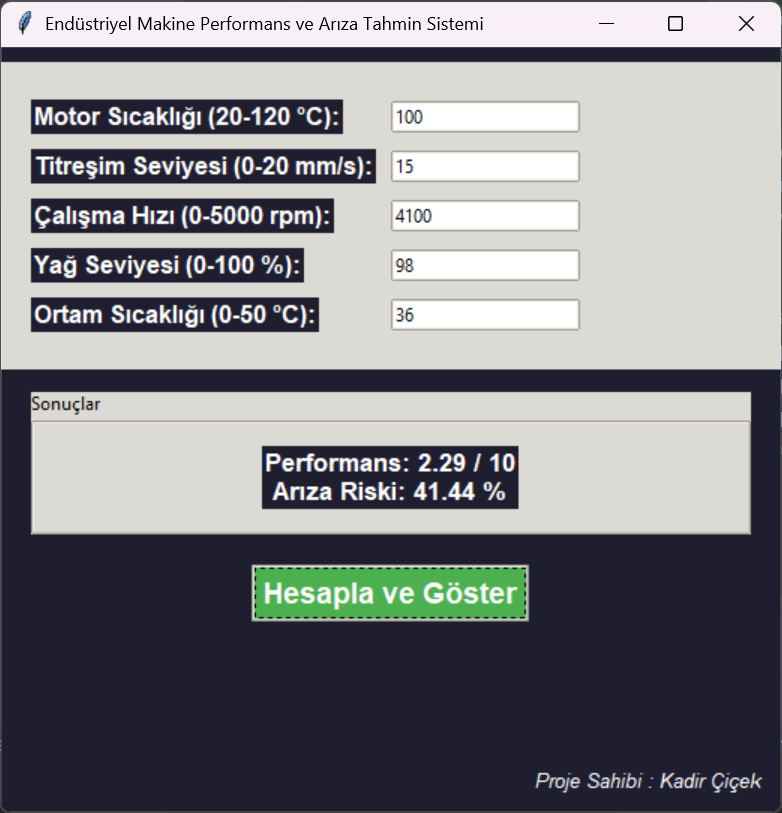 Endüstriyel Makine Performans ve Arıza Tahmin Sistemi
Motor Sıcaklığı (20-120 °C): 100
Titreşim Seviyesi (0-20 mm/s): 15
Çalışma Hızı (0-5000 rpm): 4100
Yağ Seviyesi (0-100 %): 98
Ortam Sıcaklığı (0-50 °C): 36
Sonuçlar
Performans: 2.29 / 10
Arıza Riski: 41.44 %
Hesapla ve Göster
Proje Sahibi : Kadir Çiçek